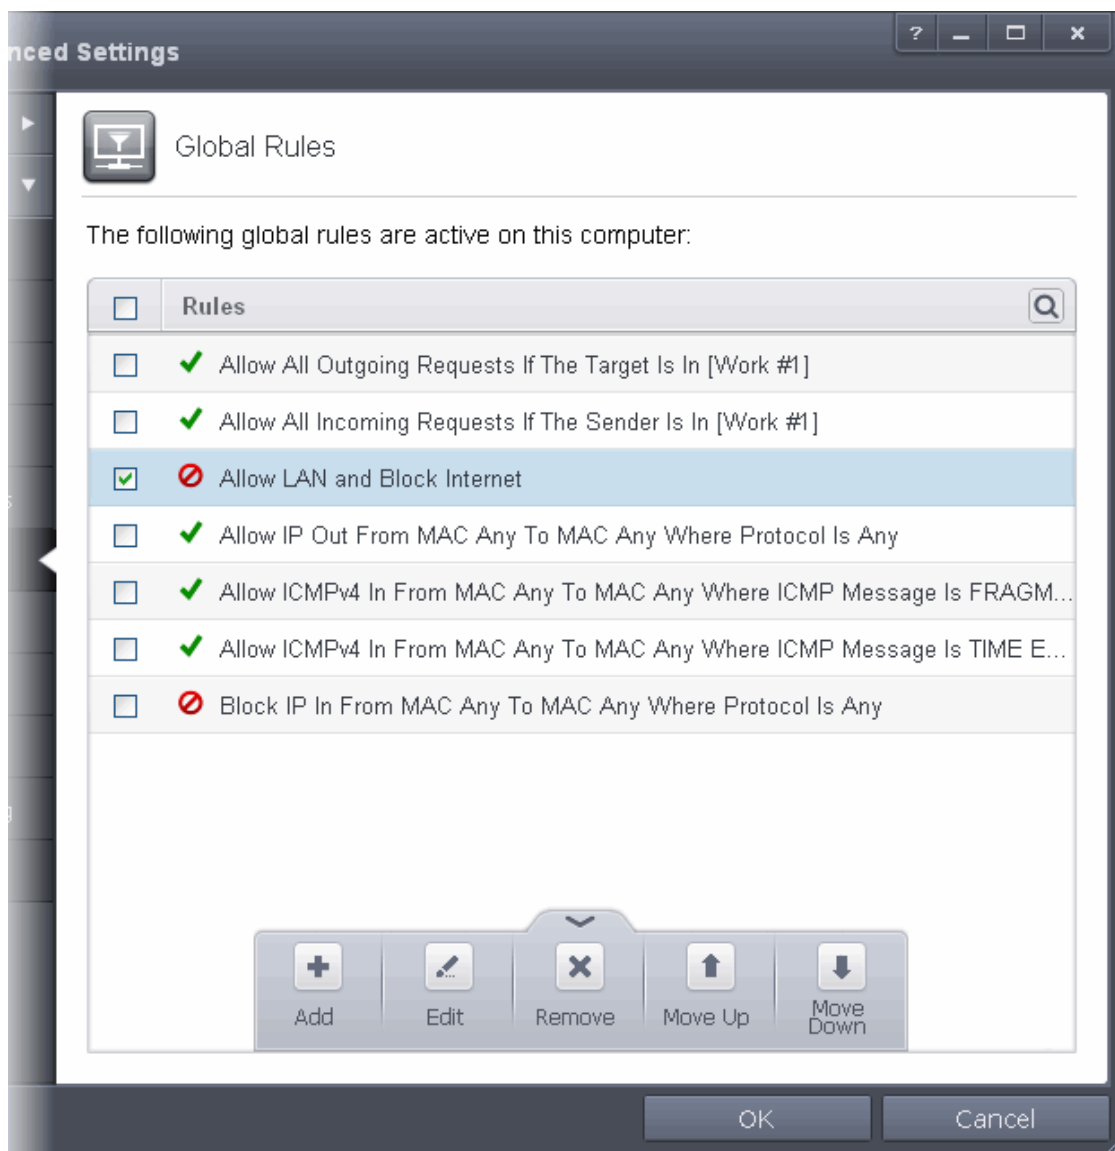 nced Settings
?
Global Rules
The following global rules are active on this computer:
Rules
Allow All Outgoing Requests If The Target Is In [Work #1]
Allow All Incoming Requests If The Sender Is In [Work #1]
Allow LAN and Block Internet
Allow IP Out From MAC Any To MAC Any Where Protocol Is Any
Allow ICMPv4 In From MAC Any To MAC Any Where ICMP Message Is FRAGM...
Allow ICMPv4 In From MAC Any To MAC Any Where ICMP Message Is TIME E...
Block IP In From MAC Any To MAC Any Where Protocol Is Any
Add
Edit
Remove
Move Up
Move
Down
OK
Cancel